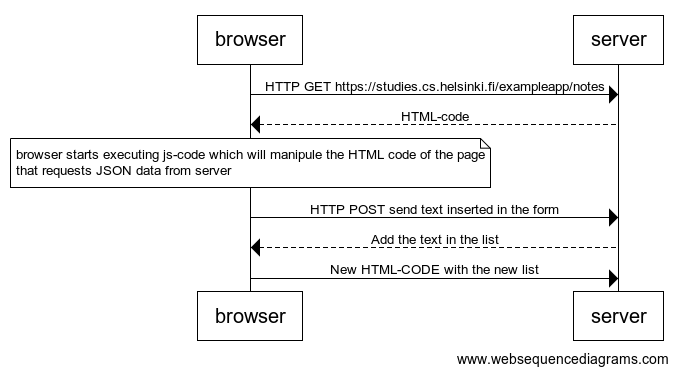 browser server
HTTP GET https://studies.cs.helsinki.fi/exampleapp/notes
HTML-code
browser starts executing js-code which will manipule the HTML code of the page
that requests JSON data from server
HTTP POST send text inserted in the form
Add the text in the list
New HTML-CODE with the new list
browser server
www.websequencediagrams.com